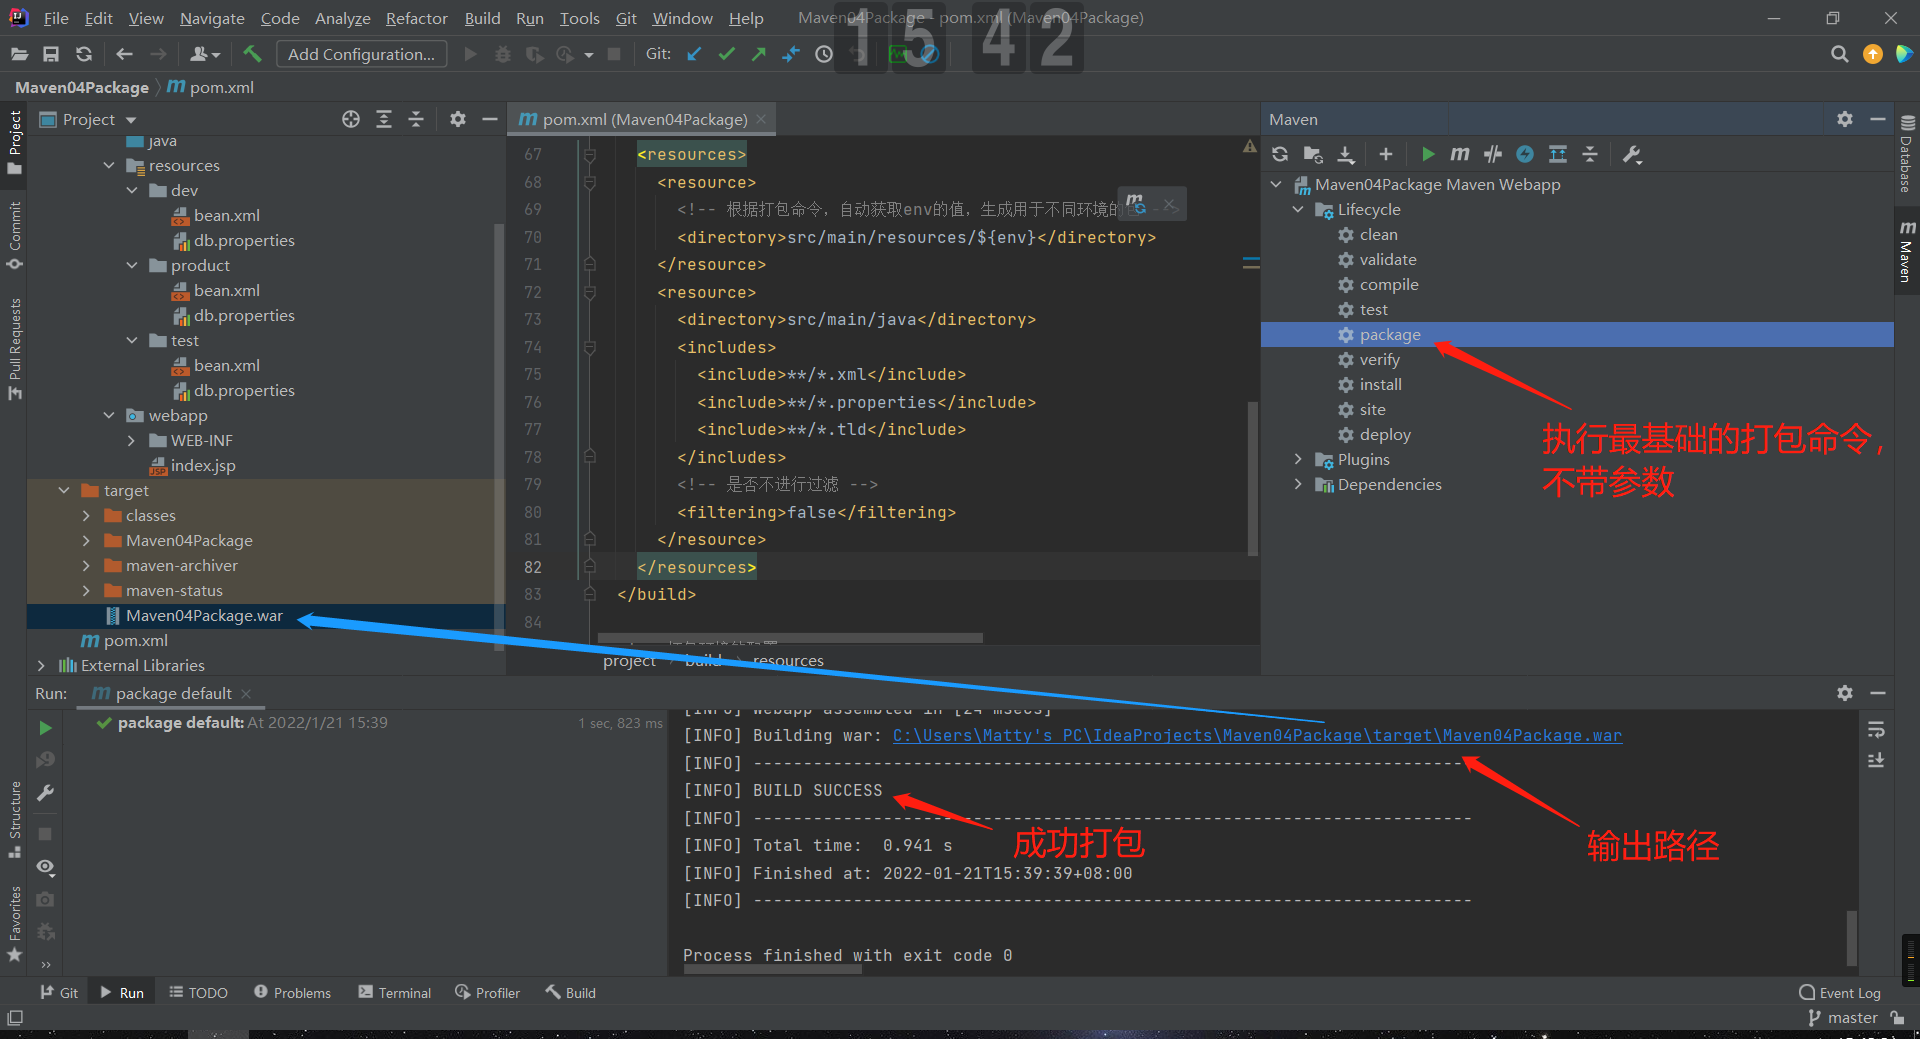 File Edit View Navigate Code Analyze Refactor Build Run Tools Git Window Help Maven04Package - pom.xml (Maven04Package)
15 42
Add Configuration... Git:
Maven04Package pom.xml
Project
pom.xml (Maven04Package)
Maven
java
resources
dev
bean.xml
db.properties
product
bean.xml
db.properties
test
bean.xml
db.properties
webapp
WEB-INF
index.jsp
target
classes
Maven04Package
maven-archiver
maven-status
Maven04Package.war
pom.xml
External Libraries
67 <resources>
68 <resource>
69 <!-- 根据打包命令，自动获取env的值，生成用于不同环境的
70 <directory>src/main/resources/${env}</directory>
71 </resource>
72 <resource>
73 <directory>src/main/java</directory>
74 <includes>
75 <include>**/*.xml</include>
76 <include>**/*.properties</include>
77 <include>**/*.tld</include>
78 </includes>
79 <!-- 是否不进行过滤 -->
80 <filtering>false</filtering>
81 </resource>
82 </resources>
83 </build>
84
project build resources
Maven04Package Maven Webapp
Lifecycle
clean
validate
compile
test
package
verify
install
site
deploy
Plugins
Dependencies
执行最基础的打包命令，
不带参数
Project
Commit
Pull Requests
Structure
Favorites
Database
Maven
Run: package default
package default: At 2022/1/21 15:39 1 sec, 823 ms
[INFO] Webapp assembled in [24 msecs]
[INFO] Building war: C:\Users\Matty's PC\IdeaProjects\Maven04Package\target\Maven04Package.war
[INFO] ------------------------------------------------------------------------
[INFO] BUILD SUCCESS
[INFO] ------------------------------------------------------------------------
[INFO] Total time:  0.941 s
[INFO] Finished at: 2022-01-21T15:39:39+08:00
[INFO] ------------------------------------------------------------------------
Process finished with exit code 0
成功打包
输出路径
Git Run TODO Problems Terminal Profiler Build Event Log
master